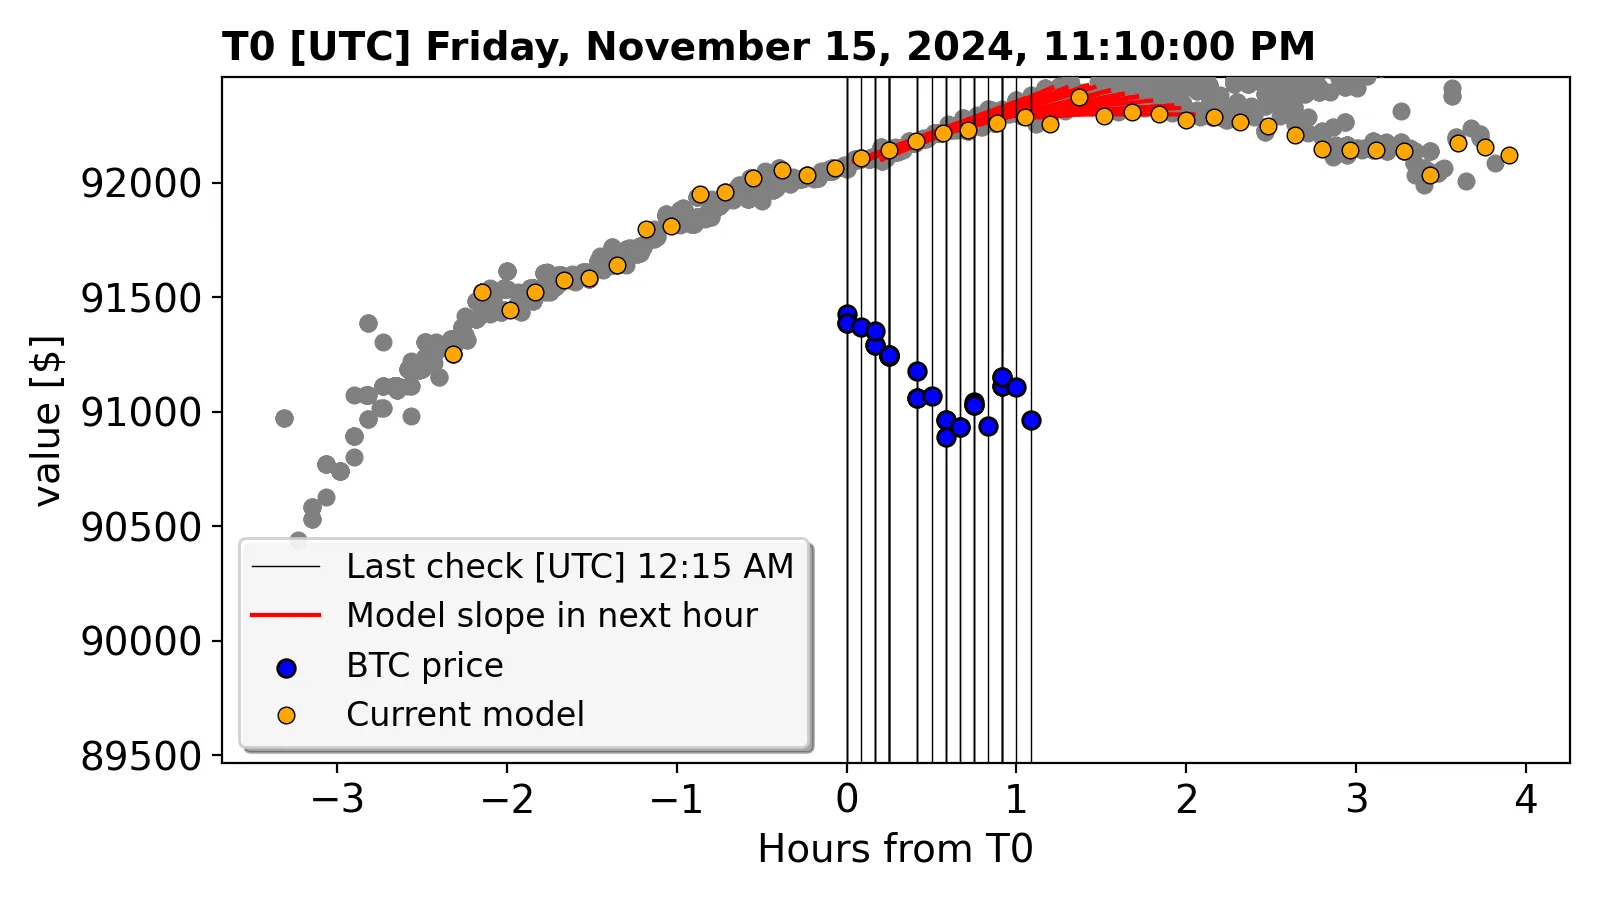 T0 [UTC] Friday, November 15, 2024, 11:10:00 PM
92000
91500
91000
90500
90000
89500
value [$]
Last check [UTC] 12:15 AM
Model slope in next hour
BTC price
Current model
−3 −2 −1 0 1 2 3 4
Hours from T0